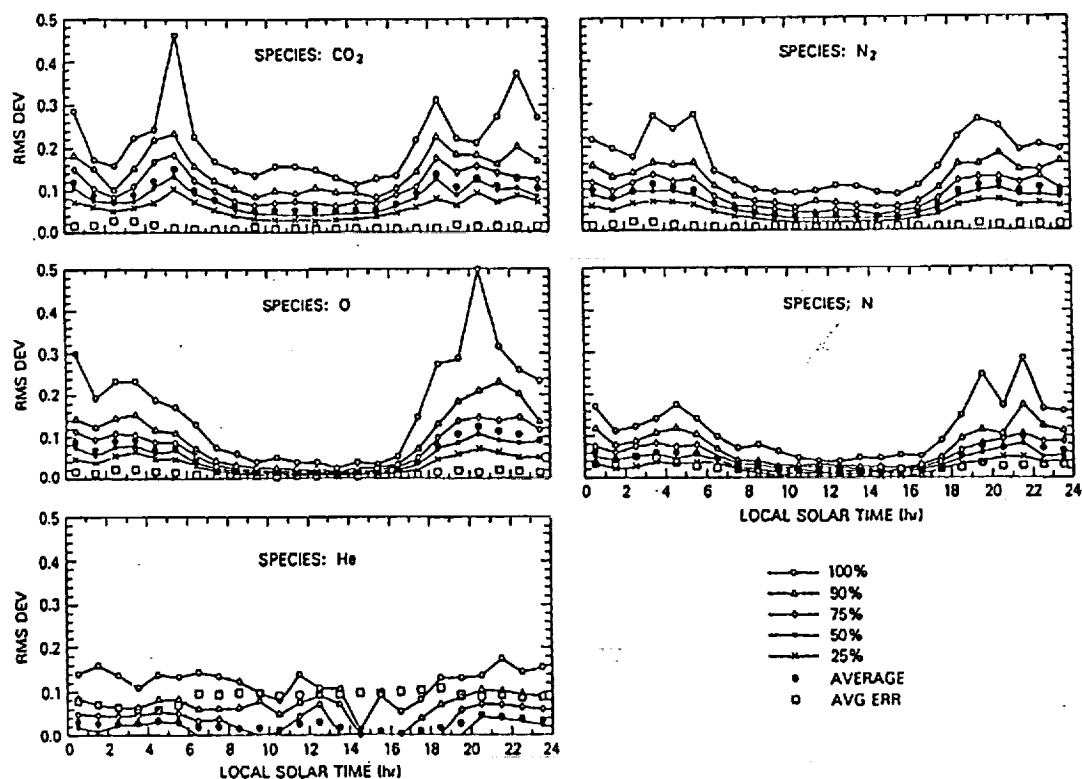 SPECIES: CO2
RMS DEV
0.5
0.4
0.3
0.2
0.1
0.0
SPECIES: N2
SPECIES: O
RMS DEV
0.5
0.4
0.3
0.2
0.1
0.0
SPECIES; N
0 2 4 6 8 10 12 14 16 18 20 22 24
LOCAL SOLAR TIME (hr)
SPECIES: He
RMS DEV
0.5
0.4
0.3
0.2
0.1
0.0
0 2 4 6 8 10 12 14 16 18 20 22 24
LOCAL SOLAR TIME (hr)
100%
90%
75%
50%
25%
AVERAGE
AVG ERR